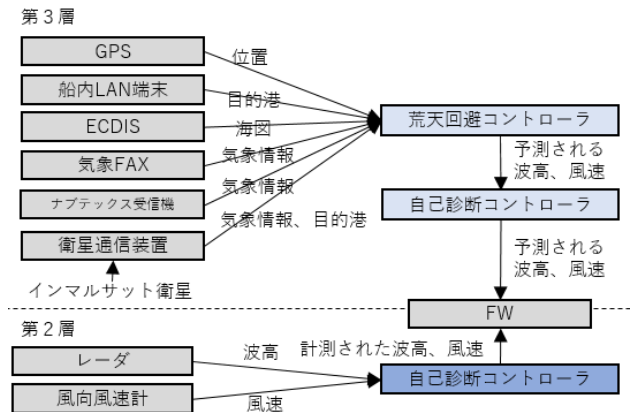 第３層
GPS
位置
船内LAN端末
目的港
ECDIS
海図
荒天回避コントローラ
気象FAX
気象情報
予測される
波高、風速
ナブテックス受信機
気象情報
自己診断コントローラ
気象情報、目的港
衛星通信装置
予測される
波高、風速
インマルサット衛星
FW
第２層
レーダ
波高
計測された波高、風速
自己診断コントローラ
風向風速計
風速